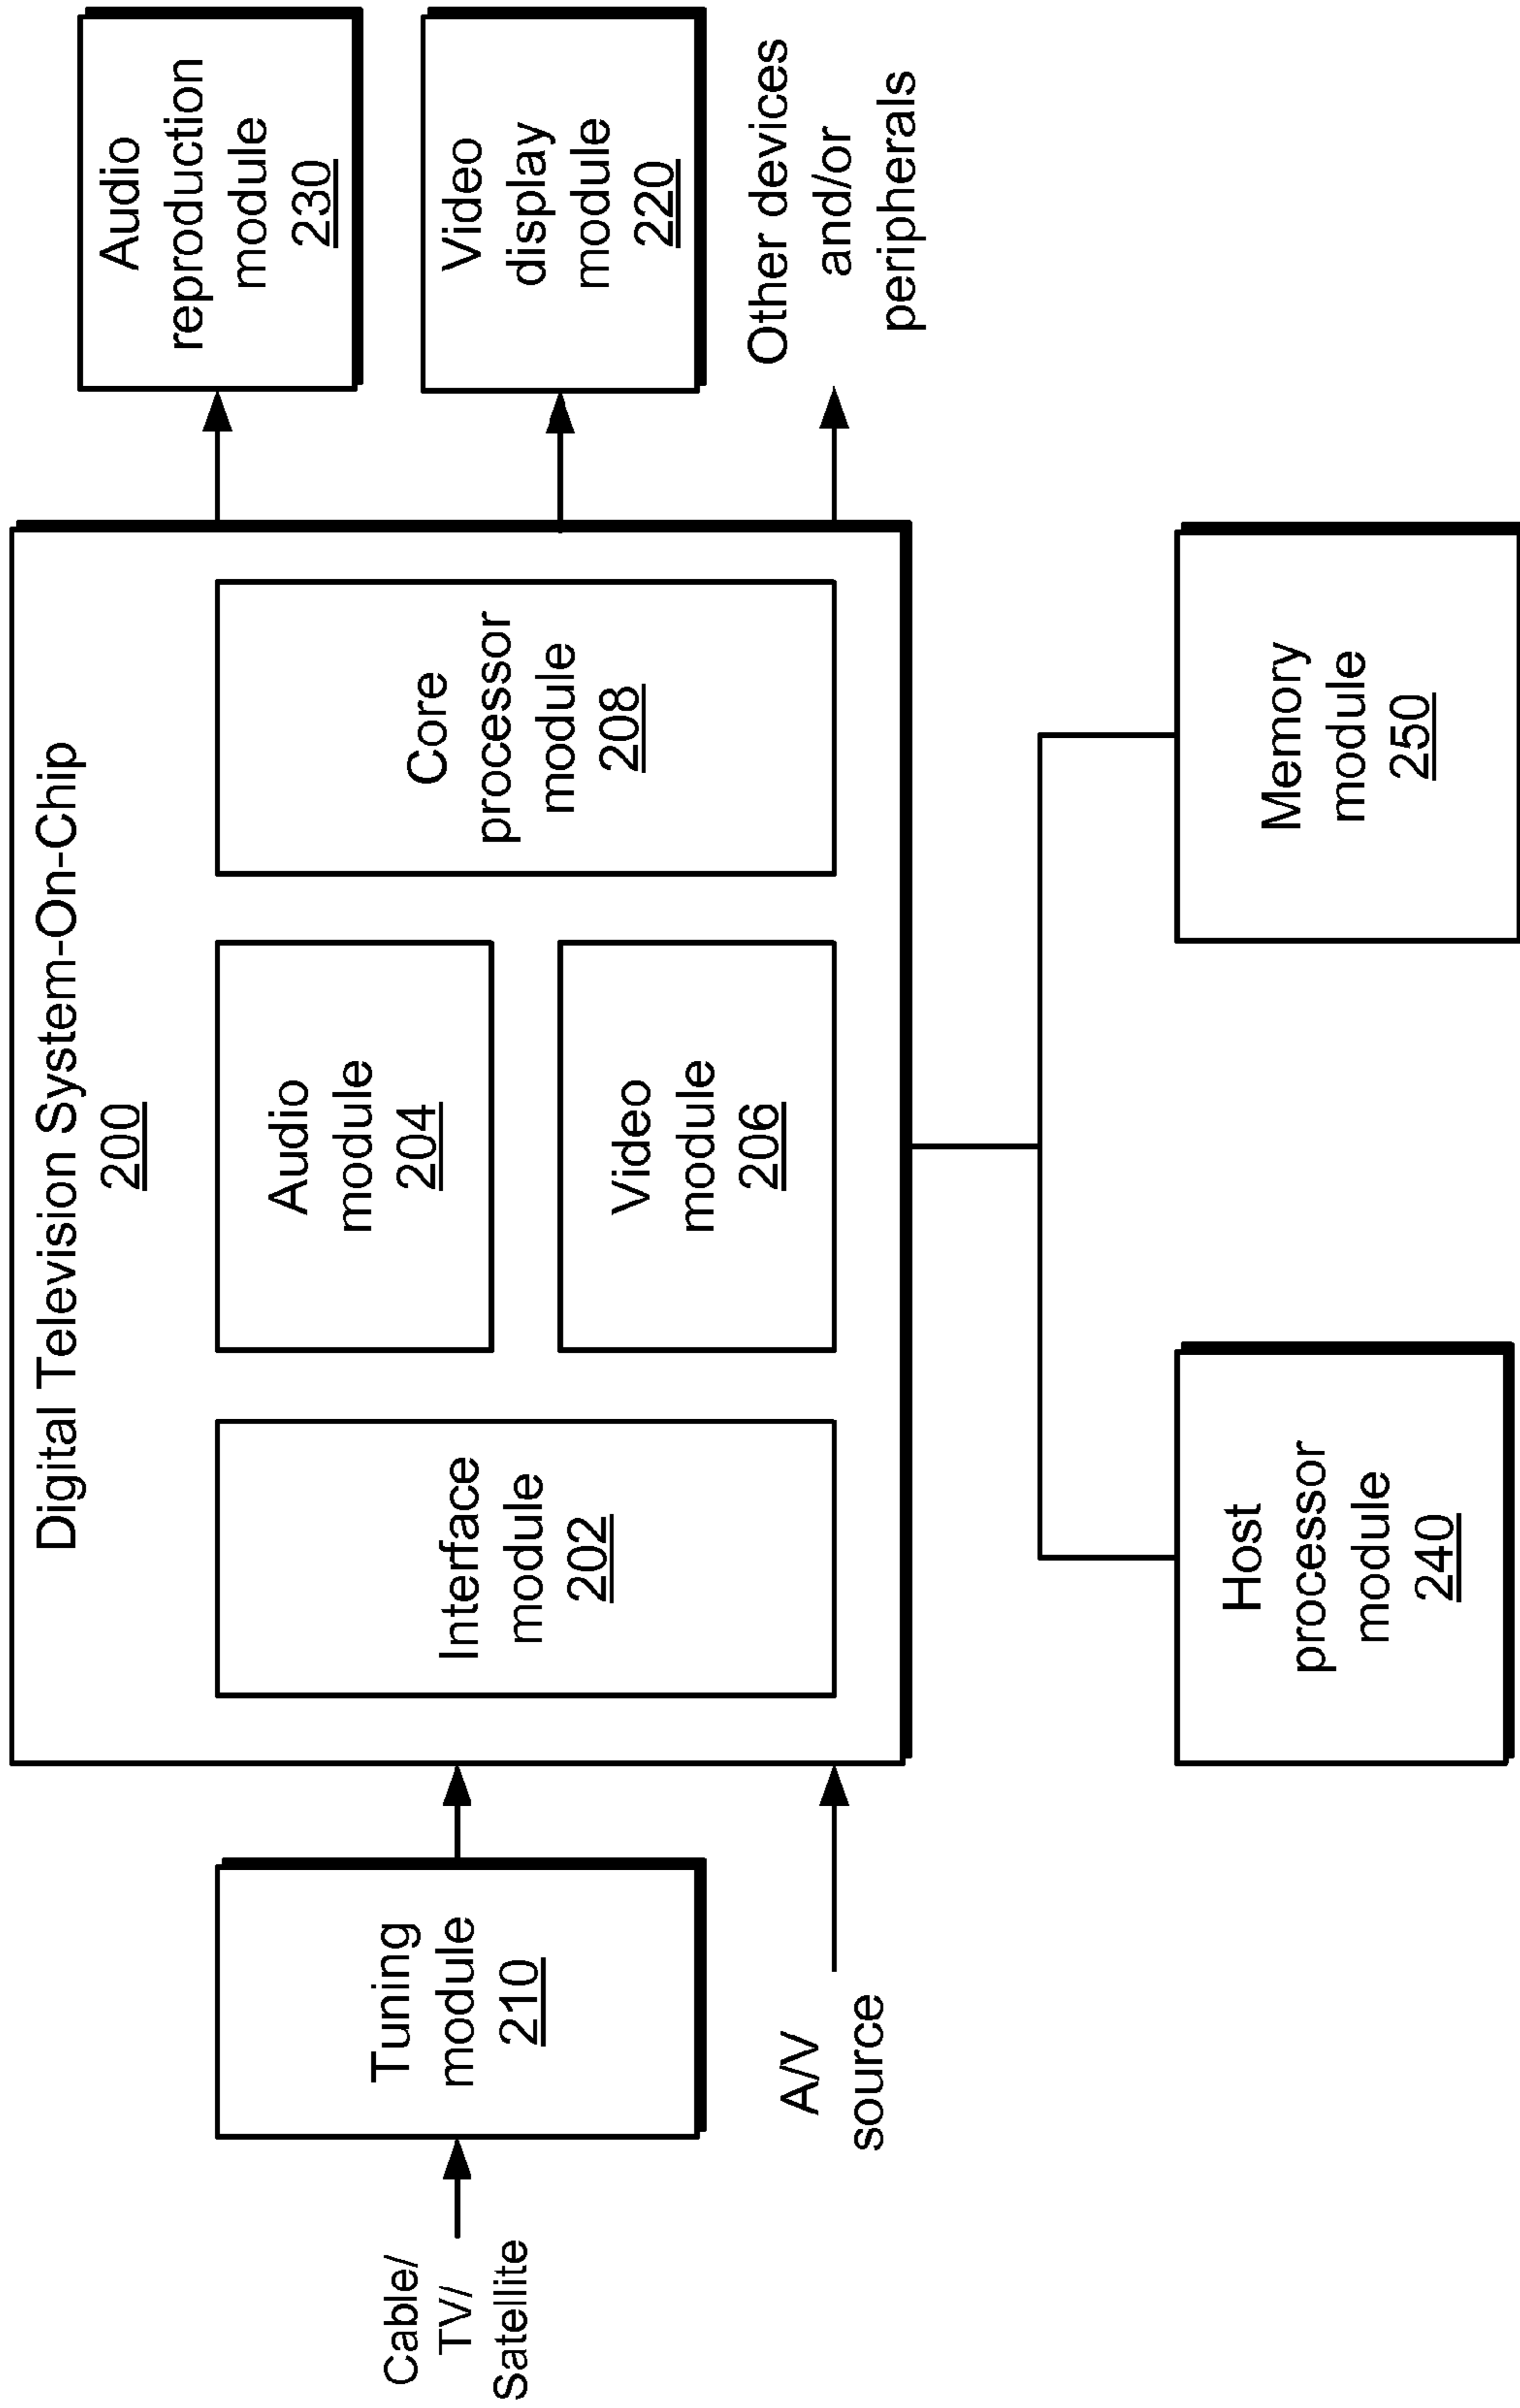 Digital Television System-On-Chip
200
Cable/
TV/
Satellite
Tuning
module
210
A/V
source
Interface
module
202
Audio
module
204
Video
module
206
Core
processor
module
208
Audio
reproduction
module
230
Video
display
module
220
Other devices
and/or
peripherals
Host
processor
module
240
Memory
module
250